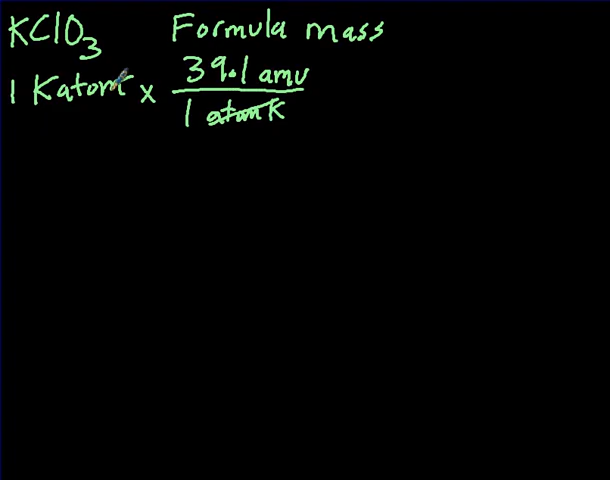 KClO3 Formula mass
1 K atom x 39.1 amu
1 atom K